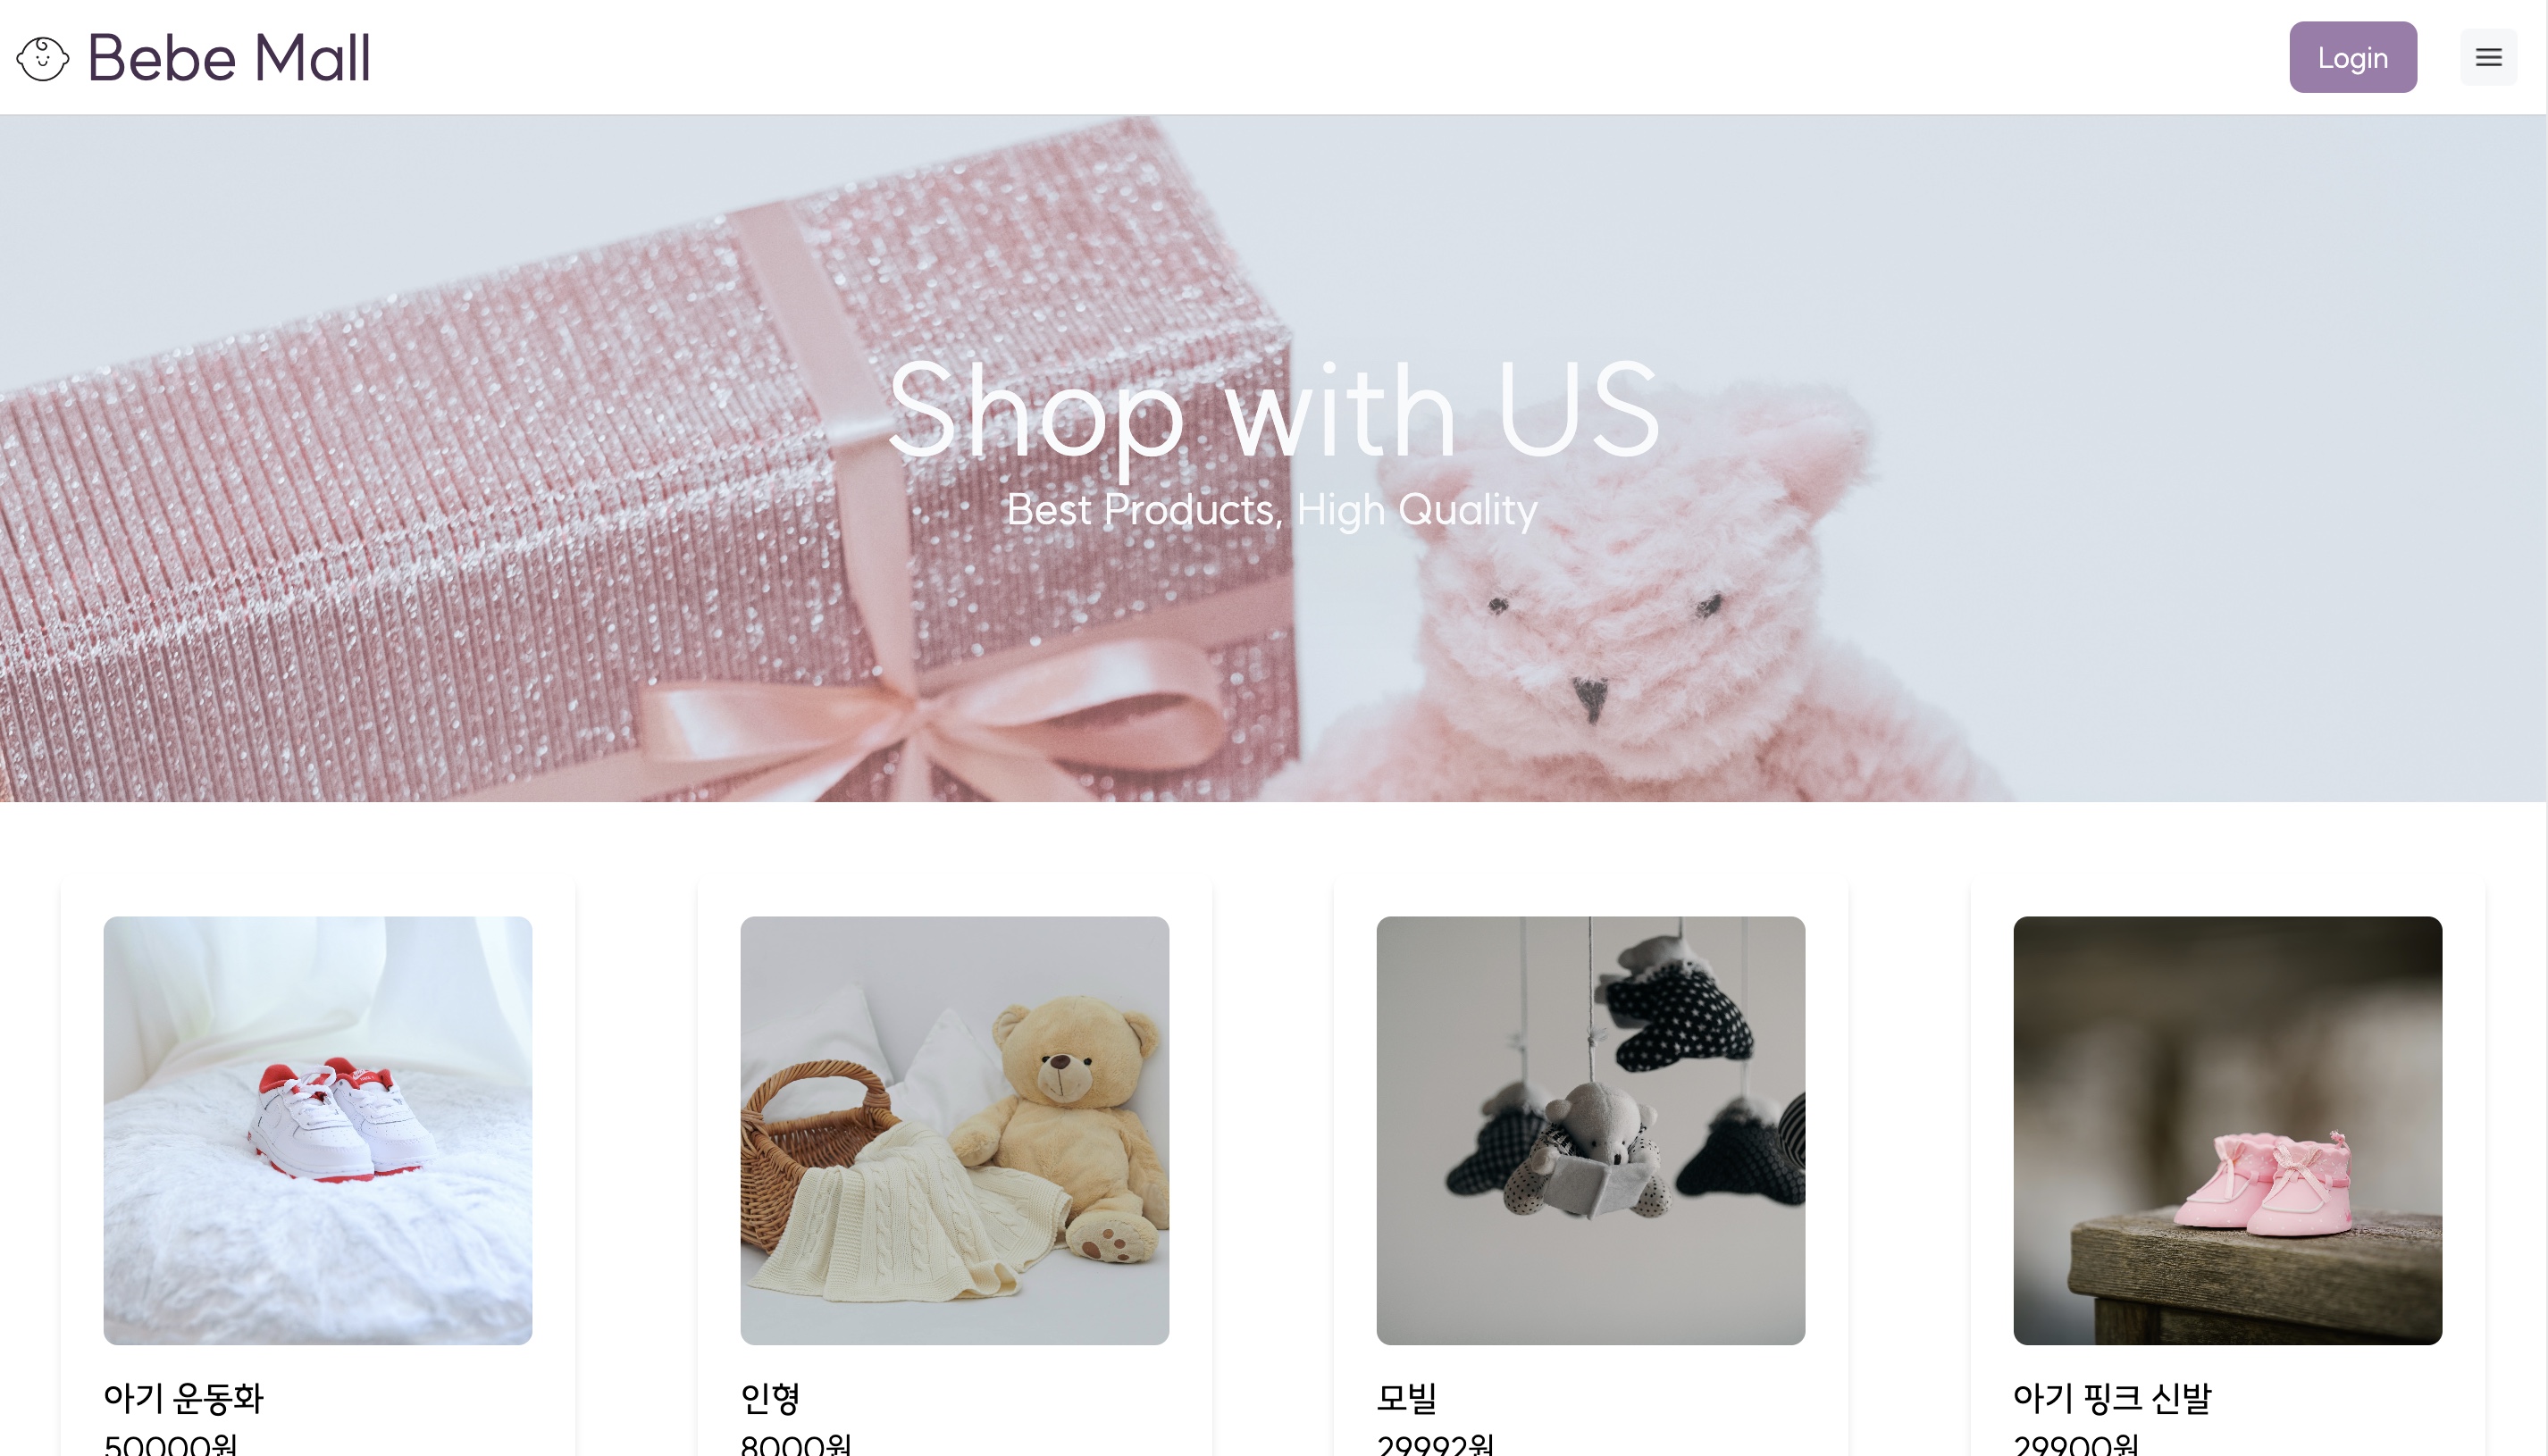 Bebe Mall
Login
Shop with US
Best Products, High Quality
아기 운동화
50000원
인형
8000원
모빌
29992원
아기 핑크 신발
29900원